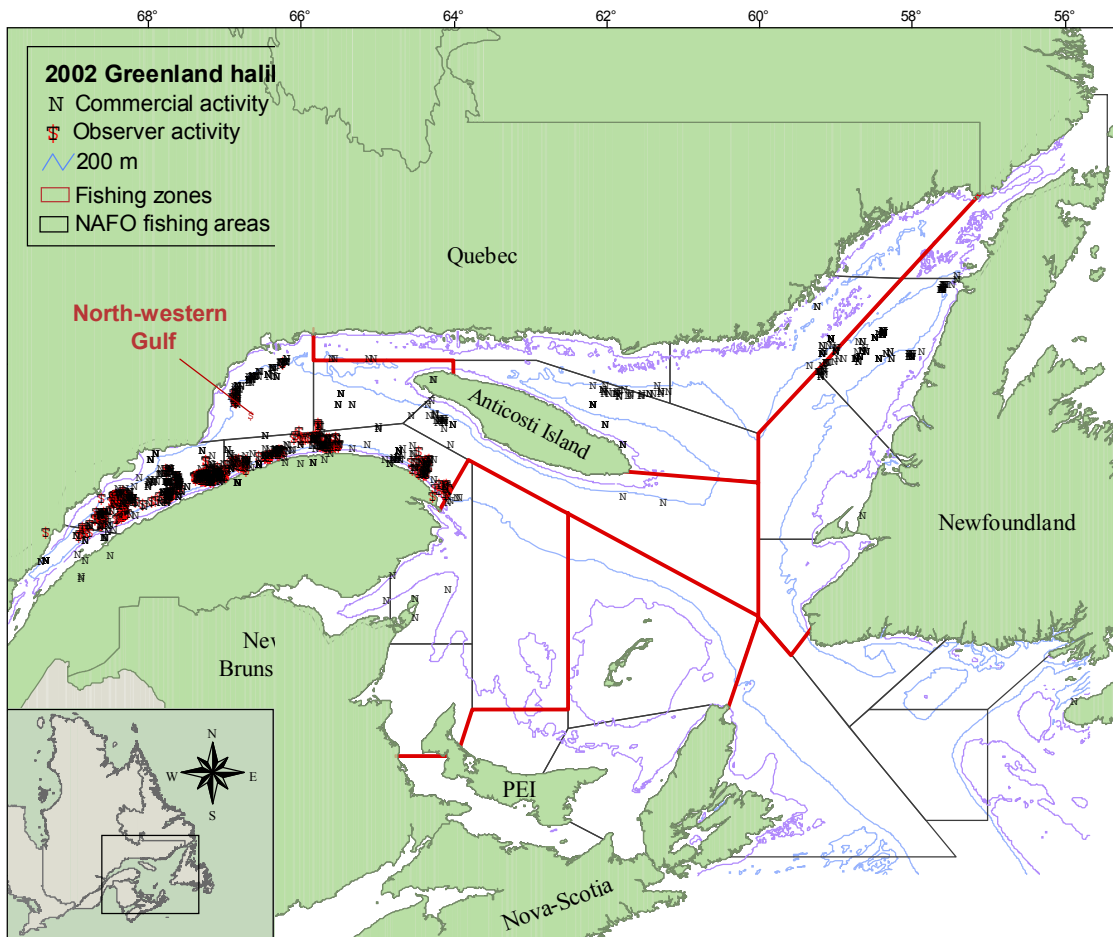 68° 66° 64° 62° 60° 58° 56°
2002 Greenland hali
N Commercial activity
$ Observer activity
200 m
Fishing zones
NAFO fishing areas
Quebec
North-western
Gulf
Anticosti Island
Newfoundland
New
Bruns
PEI
Nova-Scotia
N
W E
S